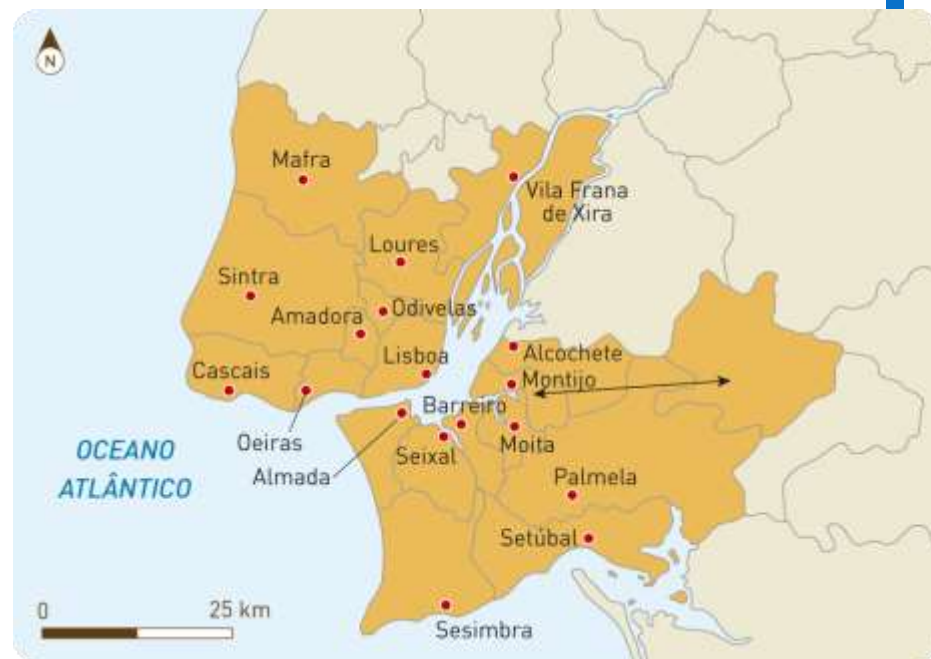 N
Mafra
Vila Frana
de Xira
Loures
Sintra
Odivelas
Amadora
Lisboa
Alcochete
Cascais
Montijo
Barreiro
Oeiras
Moita
OCEANO
ATLÂNTICO
Seixal
Almada
Palmela
Setúbal
0 25 km
Sesimbra